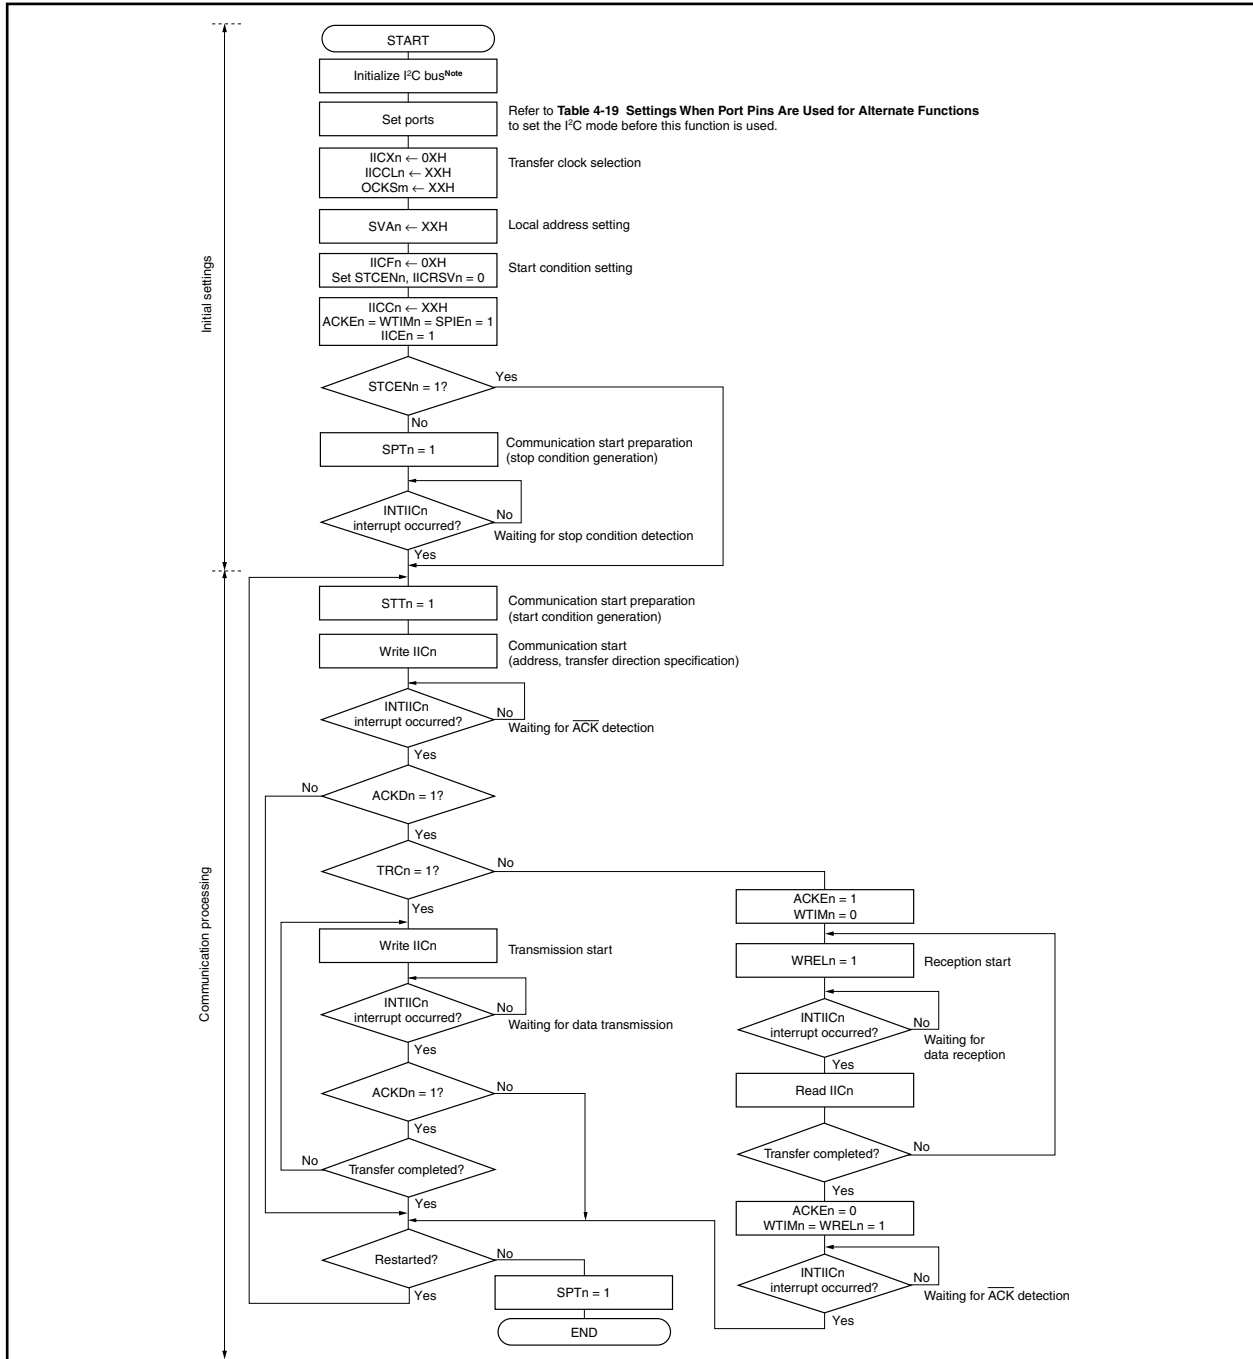 START
Initialize I²C bus^Note
Set ports
Refer to Table 4-19 Settings When Port Pins Are Used for Alternate Functions
to set the I²C mode before this function is used.
IICXn ← 0XH
IICCLn ← XXH
OCKSm ← XXH
Transfer clock selection
SVAn ← XXH
Local address setting
IICFn ← 0XH
Set STCENn, IICRSVn = 0
Start condition setting
IICCn ← XXH
ACKEn = WTIMn = SPIEn = 1
IICEn = 1
Initial settings
STCENn = 1?
Yes
No
SPTn = 1
Communication start preparation
(stop condition generation)
INTIICn
interrupt occurred?
No
Waiting for stop condition detection
Yes
STTn = 1
Communication start preparation
(start condition generation)
Write IICn
Communication start
(address, transfer direction specification)
INTIICn
interrupt occurred?
No
Waiting for A̅C̅K̅ detection
Yes
No
ACKDn = 1?
Yes
TRCn = 1?
No
Yes
Communication processing
Write IICn
Transmission start
INTIICn
interrupt occurred?
No
Waiting for data transmission
Yes
ACKDn = 1?
No
Yes
No
Transfer completed?
Yes
Restarted?
No
Yes
SPTn = 1
END
ACKEn = 1
WTIMn = 0
WRELn = 1
Reception start
INTIICn
interrupt occurred?
No
Waiting for
data reception
Yes
Read IICn
Transfer completed?
No
Yes
ACKEn = 0
WTIMn = WRELn = 1
INTIICn
interrupt occurred?
No
Waiting for A̅C̅K̅ detection
Yes